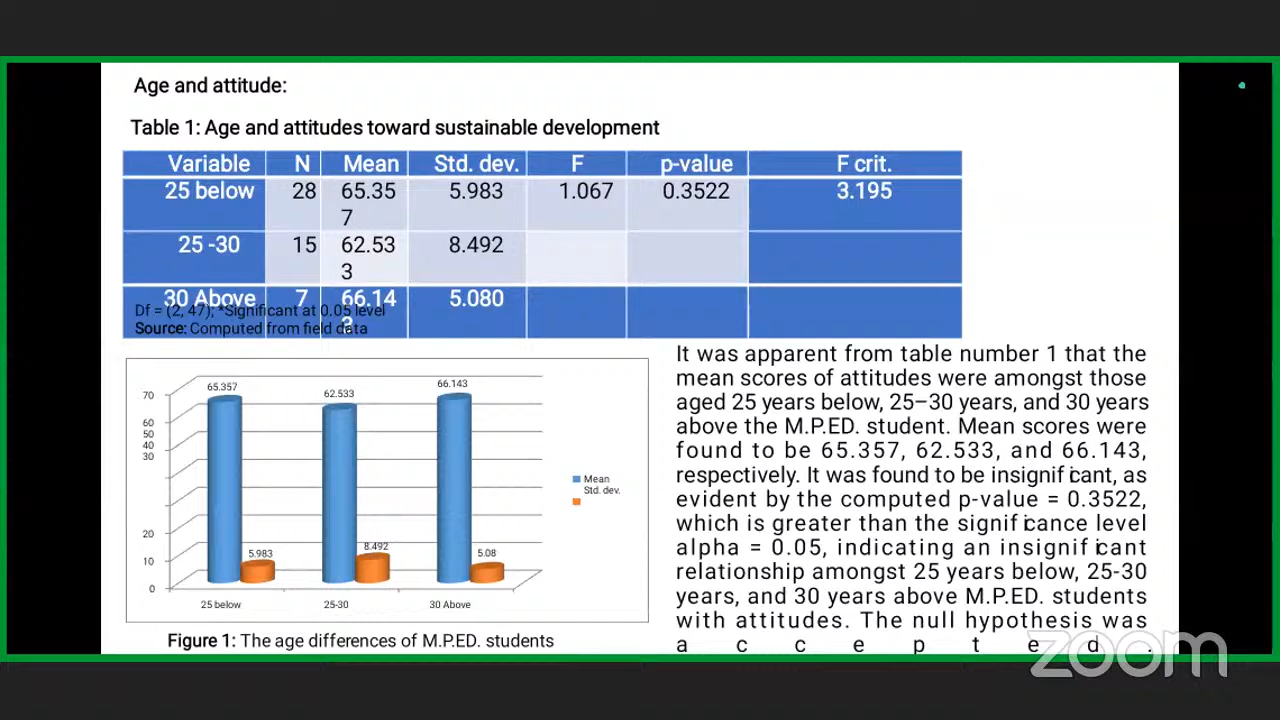 Age and attitude:
Table 1: Age and attitudes toward sustainable development
Variable N Mean Std. dev. F p-value F crit.
25 below 28 65.35 5.983 1.067 0.3522 3.195
7
25 -30 15 62.53 8.492
3
30 Above 7 66.14 5.080
3
Df = (2, 47); *Significant at 0.05 level
Source: Computed from field data
It was apparent from table number 1 that the
mean scores of attitudes were amongst those
aged 25 years below, 25–30 years, and 30 years
above the M.P.ED. student. Mean scores were
found to be 65.357, 62.533, and 66.143,
respectively. It was found to be insignificant, as
evident by the computed p-value = 0.3522,
which is greater than the significance level
alpha = 0.05, indicating an insignificant
relationship amongst 25 years below, 25-30
years, and 30 years above M.P.ED. students
with attitudes. The null hypothesis was
a c c e p t e d .
70
60
50
40
30
20
10
0
65.357
62.533
66.143
5.983
8.492
5.08
25 below
25-30
30 Above
Mean
Std. dev.
Figure 1: The age differences of M.P.ED. students
zoom